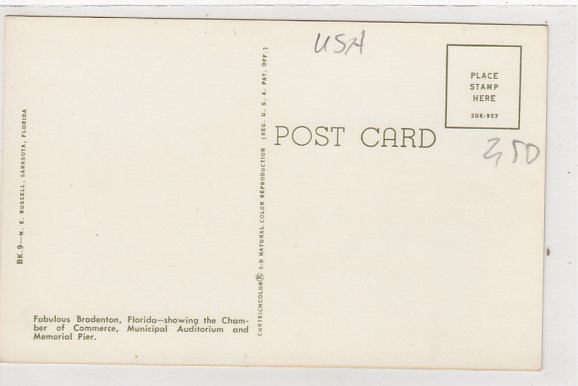 USA
PLACE
STAMP
HERE
3DK-957
POST CARD
250
BK.9—M. E. RUSSELL, SARASOTA, FLORIDA
CURTEICHCOLOR® 3-D NATURAL COLOR REPRODUCTION (REG. U. S. A. PAT. OFF.)
Fabulous Bradenton, Florida—showing the Cham-
ber of Commerce, Municipal Auditorium and
Memorial Pier.